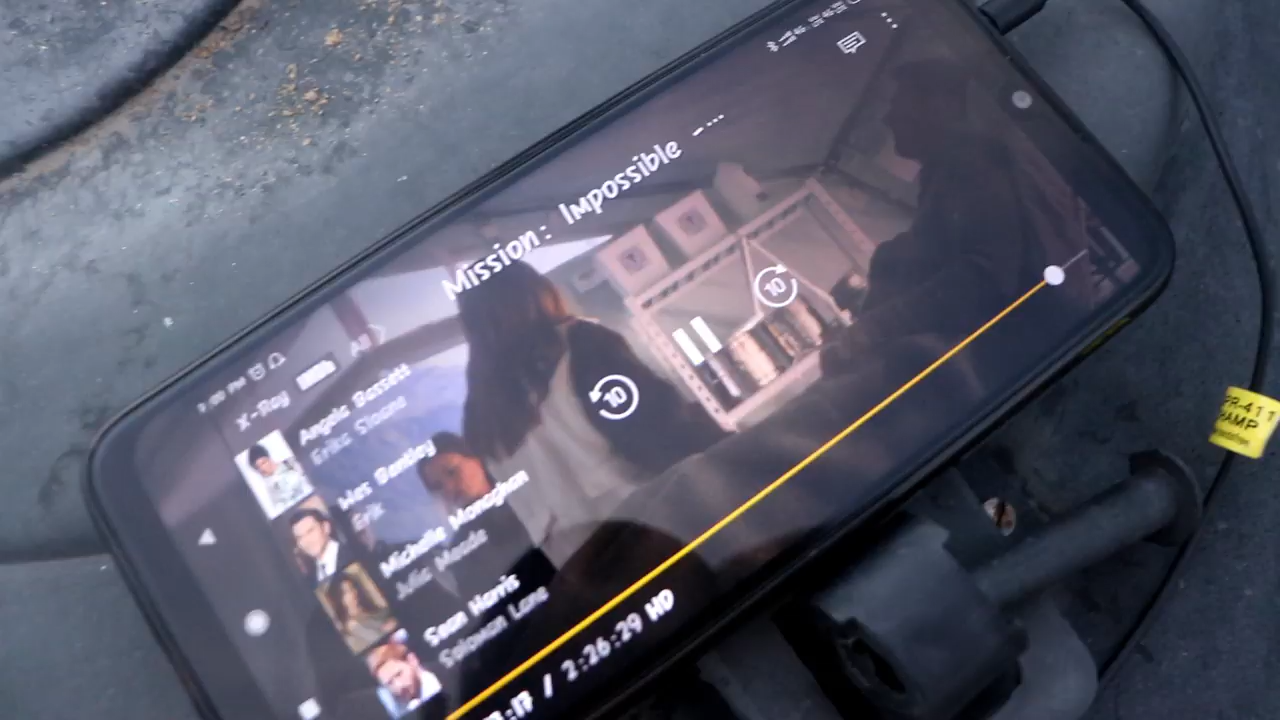 Mission: Impossible - ...
X-Ray
All
Angela Bassett
Erika Sloane
Wes Bentley
Erik
Michelle Monaghan
Julia Meade
Sean Harris
Solomon Lane
10
10
:17 / 2:26:29 HD